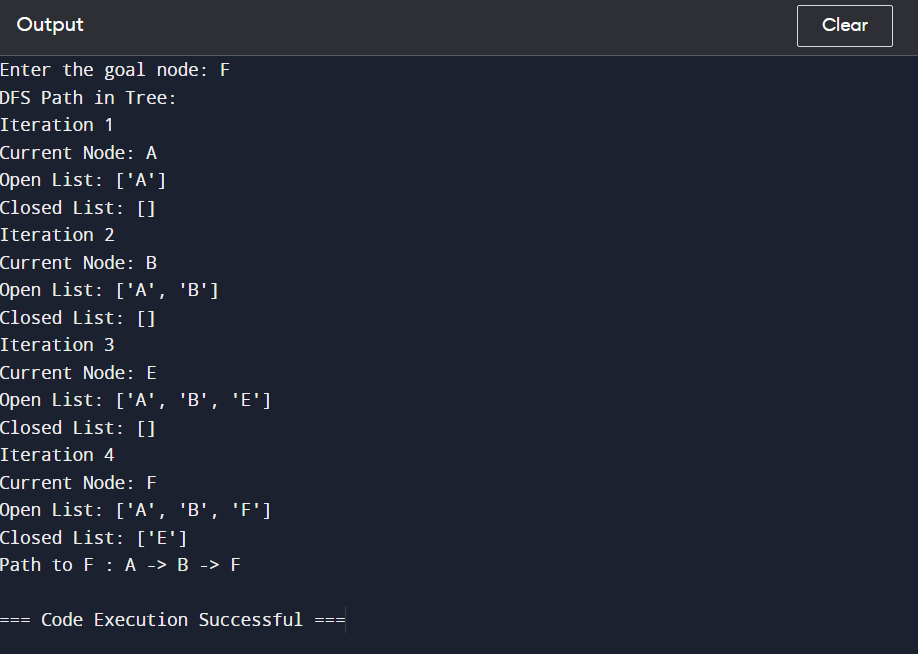 Output
Clear
Enter the goal node: F
DFS Path in Tree:
Iteration 1
Current Node: A
Open List: ['A']
Closed List: []
Iteration 2
Current Node: B
Open List: ['A', 'B']
Closed List: []
Iteration 3
Current Node: E
Open List: ['A', 'B', 'E']
Closed List: []
Iteration 4
Current Node: F
Open List: ['A', 'B', 'F']
Closed List: ['E']
Path to F : A -> B -> F
=== Code Execution Successful ===